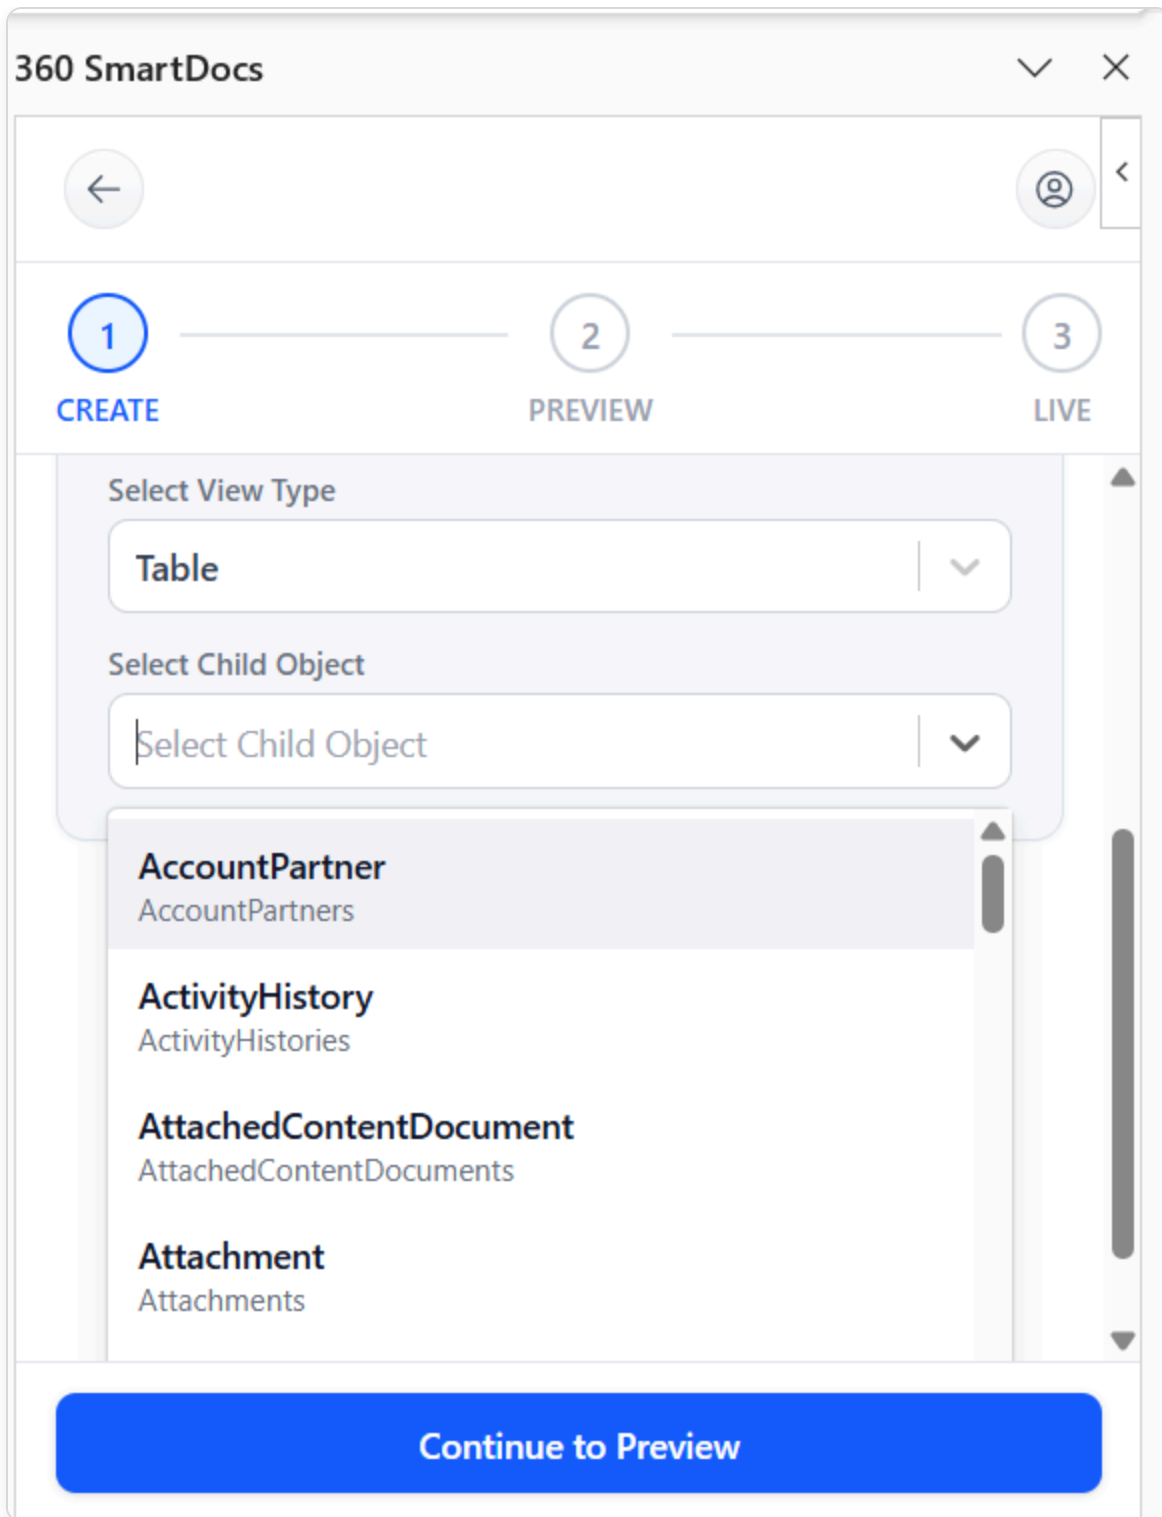 360 SmartDocs
1
2
3
CREATE
PREVIEW
LIVE
Select View Type
Table
Select Child Object
Select Child Object
AccountPartner
AccountPartners
ActivityHistory
ActivityHistories
AttachedContentDocument
AttachedContentDocuments
Attachment
Attachments
Continue to Preview